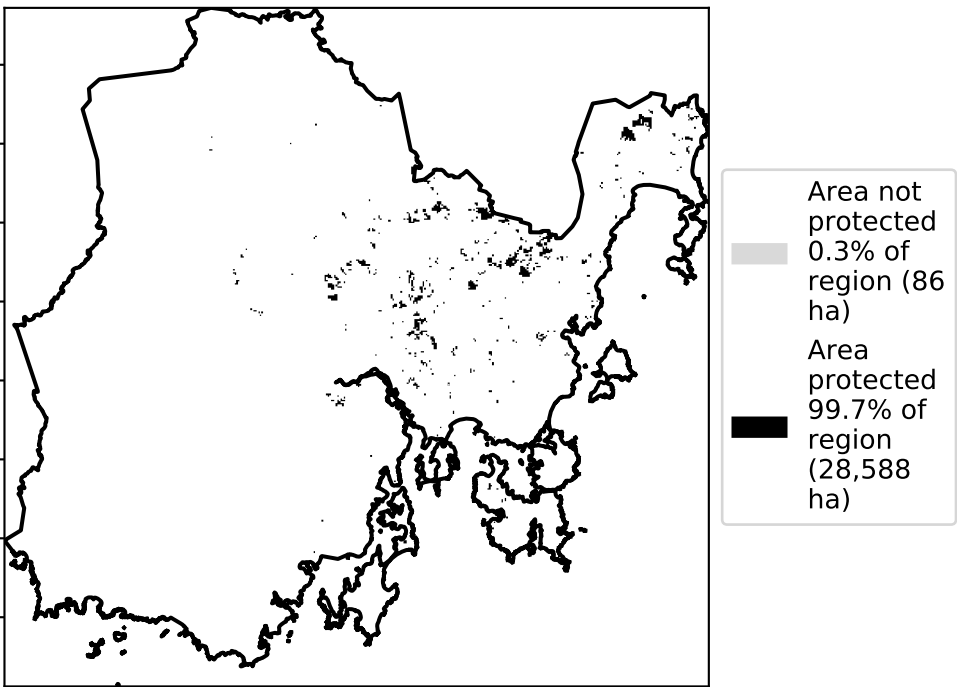 Area not
protected
0.3% of
region (86
ha)
Area
protected
99.7% of
region
(28,588
ha)